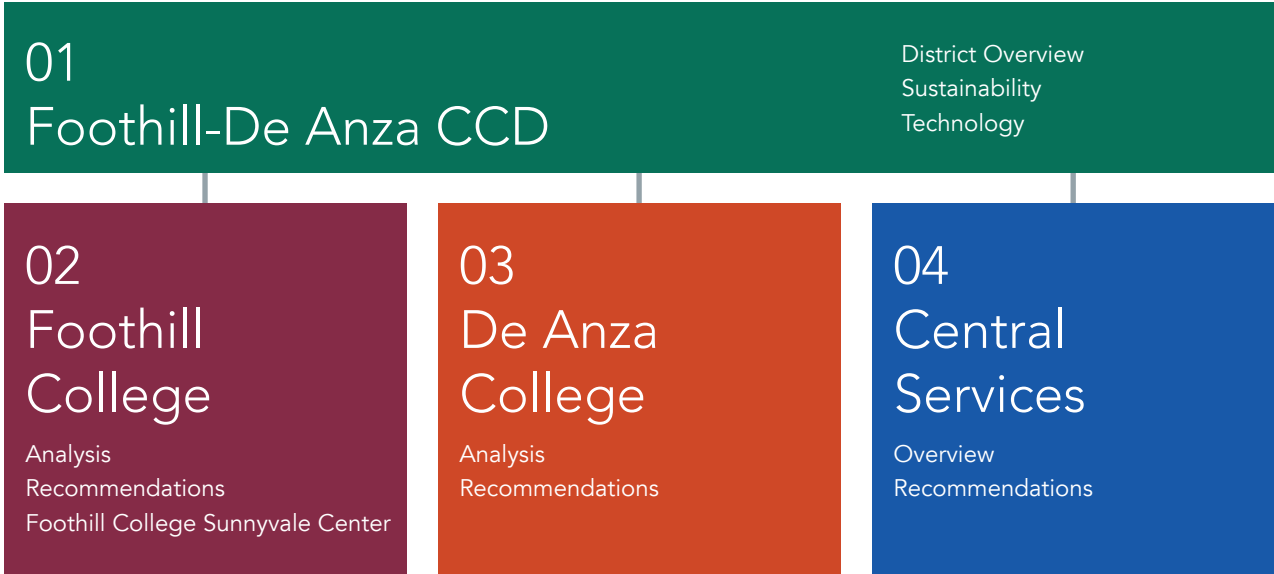 01
Foothill-De Anza CCD
District Overview
Sustainability
Technology
02
Foothill
College
Analysis
Recommendations
Foothill College Sunnyvale Center
03
De Anza
College
Analysis
Recommendations
04
Central
Services
Overview
Recommendations